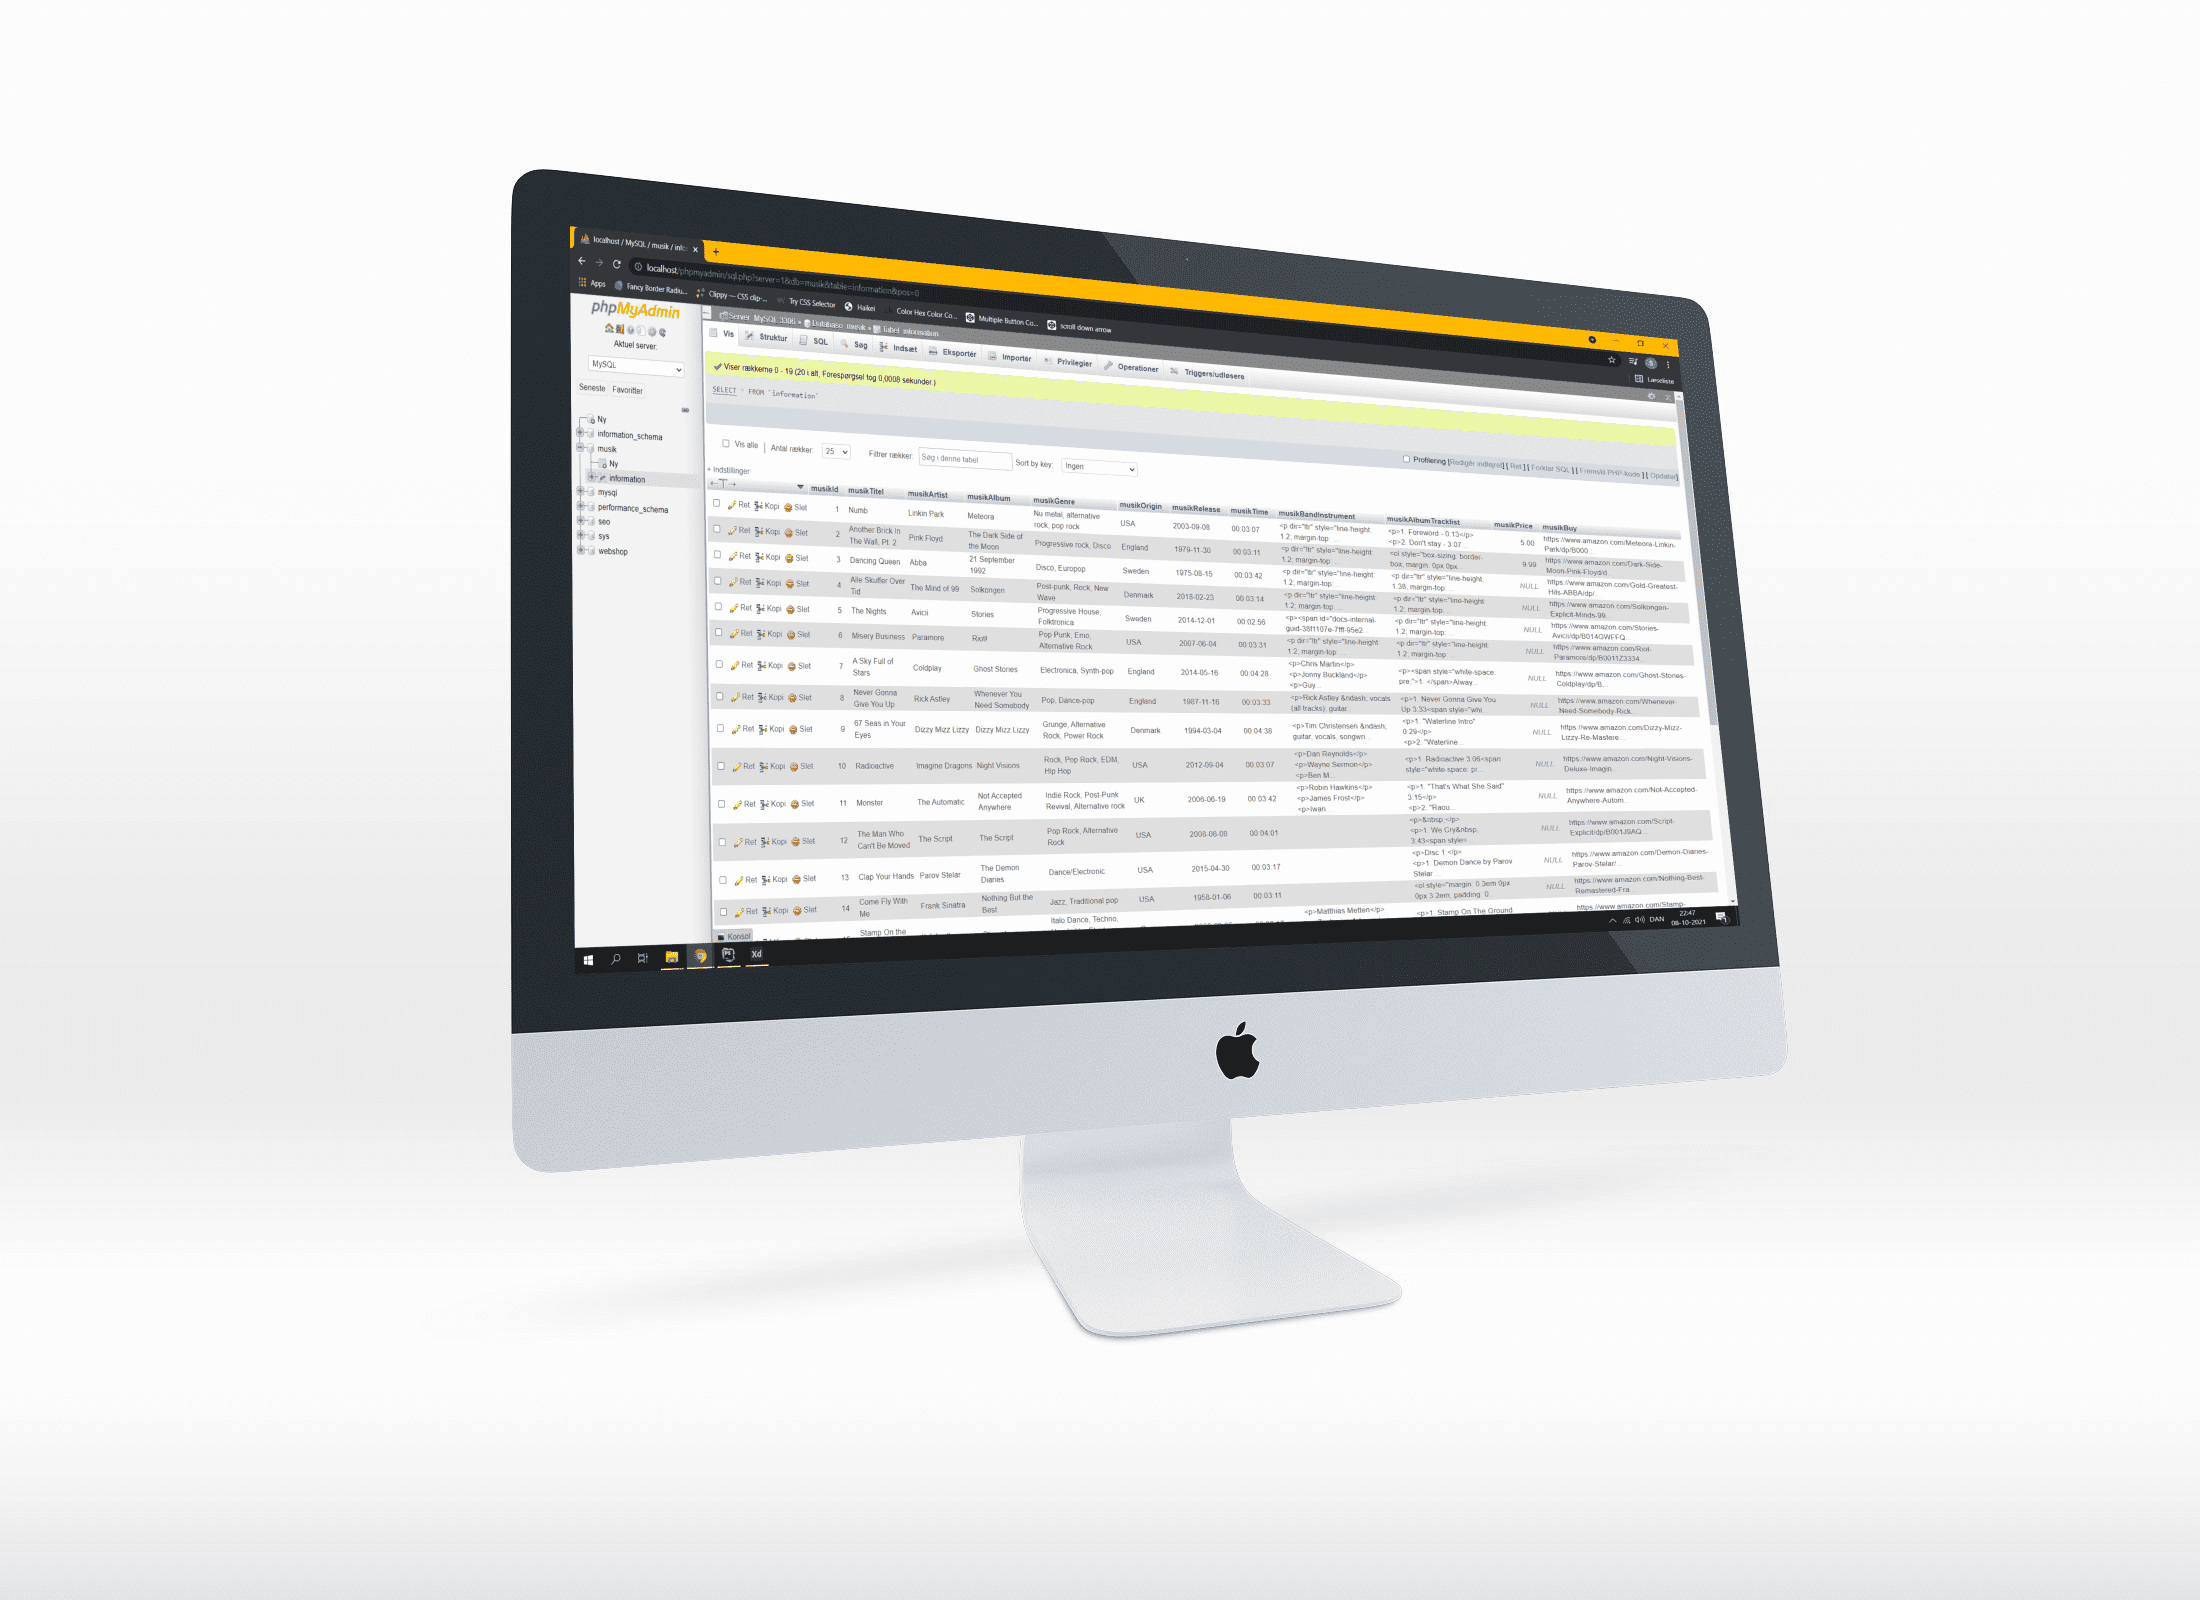 localhost / MySQL / musik / infor
localhost/phpmyadmin/sql.php?server=1&db=musik&table=information&pos=0
Apps Fancy Border Radiu... Clippy — CSS clip-... Try CSS Selector Haikei Color Hex Color Co... Multiple Button Co... scroll down arrow Læseliste
phpMyAdmin
Aktuel server:
MySQL
Seneste Favoritter
Ny
information_schema
musik
Ny
information
mysql
performance_schema
seo
sys
webshop
Server: MySQL:3306 » Database: musik » Tabel: information
Vis Struktur SQL Søg Indsæt Eksportér Importér Privilegier Operationer Triggers/udløsere
Viser rækkerne 0 - 19 (20 i alt, Forespørgsel tog 0,0008 sekunder.)
SELECT * FROM `information`
Profilering [Redigér indlejret] [ Ret ] [ Forklar SQL ] [ Fremstil PHP-kode ] [ Opdater]
Vis alle | Antal rækker: 25 Filtrer rækker: Søg i denne tabel Sort by key: Ingen
+ Indstillinger
musikId musikTitel musikArtist musikAlbum musikGenre musikOrigin musikRelease musikTime musikBandInstrument musikAlbumTracklist musikPrice musikBuy
Ret Kopi Slet 1 Numb Linkin Park Meteora Nu metal, alternative rock, pop rock USA 2003-09-08 00:03:07 <p dir="ltr" style="line-height: 1.2; margin-top: ... <p>1. Foreword - 0:13</p> <p>2. Don't stay - 3:07... 5.00 https://www.amazon.com/Meteora-Linkin-Park/dp/B000...
Ret Kopi Slet 2 Another Brick In The Wall, Pt. 2 Pink Floyd The Dark Side of the Moon Progressive rock, Disco England 1979-11-30 00:03:11 <p dir="ltr" style="line-height: 1.2; margin-top: ... <ol style="box-sizing: border-box; margin: 0px 0px... 9.99 https://www.amazon.com/Dark-Side-Moon-Pink-Floyd/d...
Ret Kopi Slet 3 Dancing Queen Abba 21 September 1992 Disco, Europop Sweden 1975-08-15 00:03:42 <p dir="ltr" style="line-height: 1.2; margin-top: ... <p dir="ltr" style="line-height: 1.38; margin-top:... NULL https://www.amazon.com/Gold-Greatest-Hits-ABBA/dp/...
Ret Kopi Slet 4 Alle Skuffer Over Tid The Mind of 99 Solkongen Post-punk, Rock, New Wave Denmark 2018-02-23 00:03:14 <p dir="ltr" style="line-height: 1.2; margin-top: ... <p dir="ltr" style="line-height: 1.2; margin-top: ... NULL https://www.amazon.com/Solkongen-Explicit-Minds-99...
Ret Kopi Slet 5 The Nights Avicii Stories Progressive House, Folktronica Sweden 2014-12-01 00:02:56 <p><span id="docs-internal-guid-38f1107e-7fff-95e2... <p dir="ltr" style="line-height: 1.2; margin-top: ... NULL https://www.amazon.com/Stories-Avicii/dp/B014GWFFQ...
Ret Kopi Slet 6 Misery Business Paramore Riot! Pop Punk, Emo, Alternative Rock USA 2007-06-04 00:03:31 <p dir="ltr" style="line-height: 1.2; margin-top: ... <p dir="ltr" style="line-height: 1.2; margin-top: ... NULL https://www.amazon.com/Riot-Paramore/dp/B0011Z3334...
Ret Kopi Slet 7 A Sky Full of Stars Coldplay Ghost Stories Electronica, Synth-pop England 2014-05-16 00:04:28 <p>Chris Martin</p> <p>Jonny Buckland</p> <p>Guy... <p><span style="white-space: pre;">1. </span>Alway... NULL https://www.amazon.com/Ghost-Stories-Coldplay/dp/B...
Ret Kopi Slet 8 Never Gonna Give You Up Rick Astley Whenever You Need Somebody Pop, Dance-pop England 1987-11-16 00:03:33 <p>Rick Astley &ndash; vocals (all tracks); guitar... <p>1. Never Gonna Give You Up 3.33<span style="whi... NULL https://www.amazon.com/Whenever-Need-Somebody-Rick...
Ret Kopi Slet 9 67 Seas in Your Eyes Dizzy Mizz Lizzy Dizzy Mizz Lizzy Grunge, Alternative Rock, Power Rock Denmark 1994-03-04 00:04:38 <p>Tim Christensen &ndash; guitar, vocals, songwri... <p>1. "Waterline Intro" 0:29</p> <p>2. "Waterline... NULL https://www.amazon.com/Dizzy-Mizz-Lizzy-Re-Mastere...
Ret Kopi Slet 10 Radioactive Imagine Dragons Night Visions Rock, Pop Rock, EDM, Hip Hop USA 2012-09-04 00:03:07 <p>Dan Reynolds</p> <p>Wayne Sermon</p> <p>Ben M... <p>1. Radioactive 3.06<span style="white-space: pr... NULL https://www.amazon.com/Night-Visions-Deluxe-Imagin...
Ret Kopi Slet 11 Monster The Automatic Not Accepted Anywhere Indie Rock, Post-Punk Revival, Alternative rock UK 2006-06-19 00:03:42 <p>Robin Hawkins</p> <p>James Frost</p> <p>Iwan... <p>1. "That's What She Said" 3:15</p> <p>2. "Raou... NULL https://www.amazon.com/Not-Accepted-Anywhere-Autom...
Ret Kopi Slet 12 The Man Who Can't Be Moved The Script The Script Pop Rock, Alternative Rock USA 2008-08-08 00:04:01 <p>&nbsp;</p> <p>1. We Cry&nbsp; 3.43<span style=... NULL https://www.amazon.com/Script-Explicit/dp/B001J9AQ...
Ret Kopi Slet 13 Clap Your Hands Parov Stelar The Demon Diaries Dance/Electronic USA 2015-04-30 00:03:17 <p>Disc 1:</p> <p>1. Demon Dance by Parov Stelar ... NULL https://www.amazon.com/Demon-Diaries-Parov-Stelar/...
Ret Kopi Slet 14 Come Fly With Me Frank Sinatra Nothing But the Best Jazz, Traditional pop USA 1958-01-06 00:03:11 <ol style="margin: 0.3em 0px 0px 3.2em; padding: 0... NULL https://www.amazon.com/Nothing-Best-Remastered-Fra...
Stamp On the Italo Dance, Techno, <p>Matthias Metten</p> <p>1. Stamp On The Ground https://www.amazon.com/Stamp-
Konsol
Xd
DAN
22:47
08-10-2021